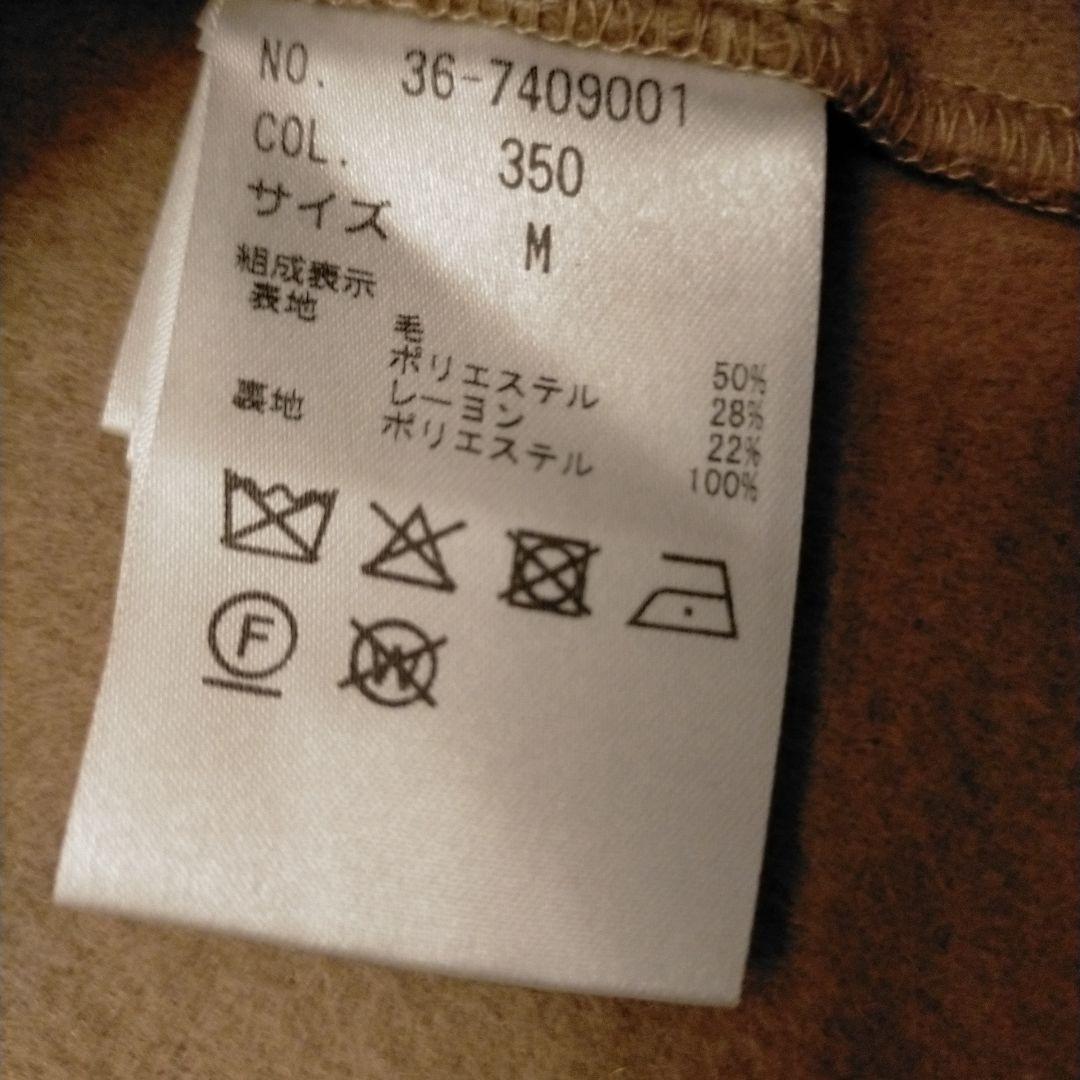 NO. 36-7409001
COL. 350
サイズ M
組成表示
表地 毛 50%
ポリエステル 28%
レーヨン 22%
裏地 ポリエステル 100%
F W